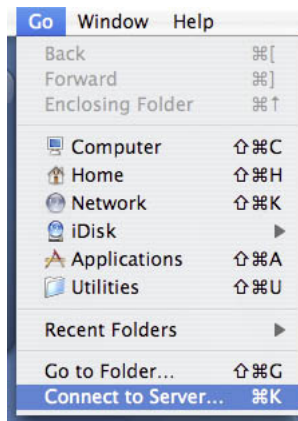 Go Window Help
Back ⌘[
Forward ⌘]
Enclosing Folder ⌘↑
Computer ⇧⌘C
Home ⇧⌘H
Network ⇧⌘K
iDisk ▶
Applications ⇧⌘A
Utilities ⇧⌘U
Recent Folders ▶
Go to Folder... ⇧⌘G
Connect to Server... ⌘K